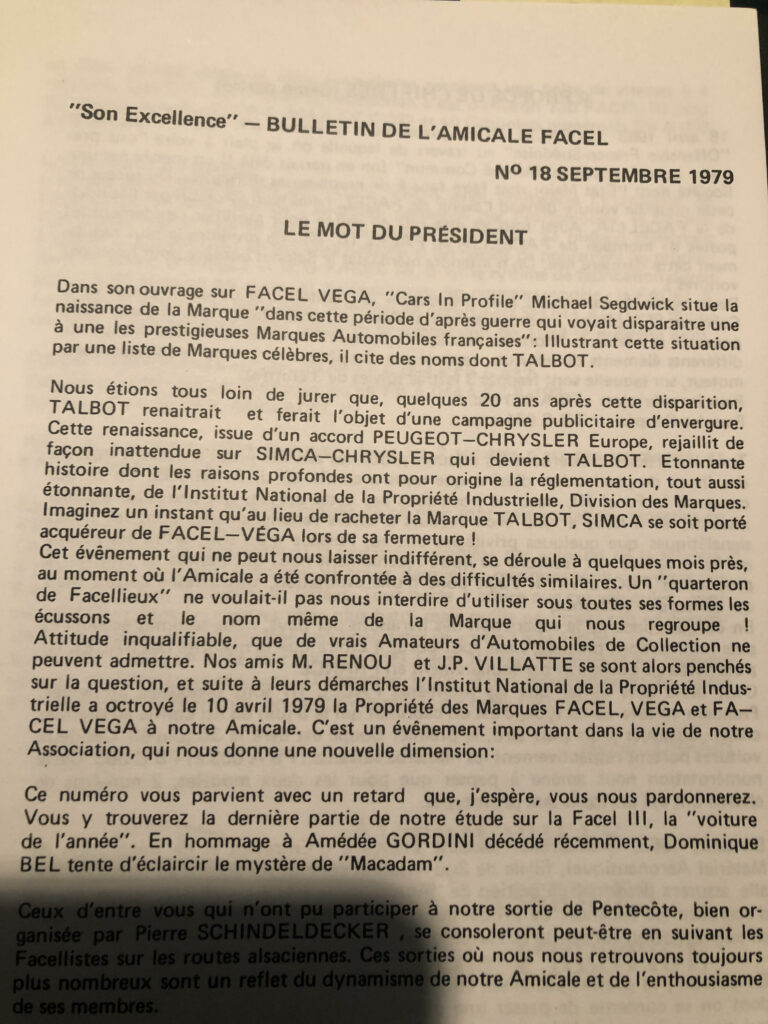 "Son Excellence" — BULLETIN DE L'AMICALE FACEL
Nº 18 SEPTEMBRE 1979
LE MOT DU PRÉSIDENT
Dans son ouvrage sur FACEL VEGA, "Cars In Profile" Michael Segdwick situe la
naissance de la Marque "dans cette période d'après guerre qui voyait disparaitre une
à une les prestigieuses Marques Automobiles françaises": Illustrant cette situation
par une liste de Marques célèbres, il cite des noms dont TALBOT.
Nous étions tous loin de jurer que, quelques 20 ans après cette disparition,
TALBOT renaitrait et ferait l'objet d'une campagne publicitaire d'envergure.
Cette renaissance, issue d'un accord PEUGEOT—CHRYSLER Europe, rejaillit de
façon inattendue sur SIMCA—CHRYSLER qui devient TALBOT. Etonnante
histoire dont les raisons profondes ont pour origine la réglementation, tout aussi
étonnante, de l'Institut National de la Propriété Industrielle, Division des Marques.
Imaginez un instant qu'au lieu de racheter la Marque TALBOT, SIMCA se soit porté
acquéreur de FACEL—VÉGA lors de sa fermeture !
Cet évênement qui ne peut nous laisser indifférent, se déroule à quelques mois près,
au moment où l'Amicale a été confrontée à des difficultés similaires. Un "quarteron
de Facellieux" ne voulait-il pas nous interdire d'utiliser sous toutes ses formes les
écussons et le nom même de la Marque qui nous regroupe !
Attitude inqualifiable, que de vrais Amateurs d'Automobiles de Collection ne
peuvent admettre. Nos amis M. RENOU et J.P. VILLATTE se sont alors penchés
sur la question, et suite à leurs démarches l'Institut National de la Propriété Indus-
trielle a octroyé le 10 avril 1979 la Propriété des Marques FACEL, VEGA et FA—
CEL VEGA à notre Amicale. C'est un évênement important dans la vie de notre
Association, qui nous donne une nouvelle dimension:
Ce numéro vous parvient avec un retard que, j'espère, vous nous pardonnerez.
Vous y trouverez la dernière partie de notre étude sur la Facel III, la "voiture
de l'année". En hommage à Amédée GORDINI décédé récemment, Dominique
BEL tente d'éclaircir le mystère de "Macadam".
Ceux d'entre vous qui n'ont pu participer à notre sortie de Pentecôte, bien or-
ganisée par Pierre SCHINDELDECKER , se consoleront peut-être en suivant les
Facellistes sur les routes alsaciennes. Ces sorties où nous nous retrouvons toujours
plus nombreux sont un reflet du dynamisme de notre Amicale et de l'enthousiasme
de ses membres.